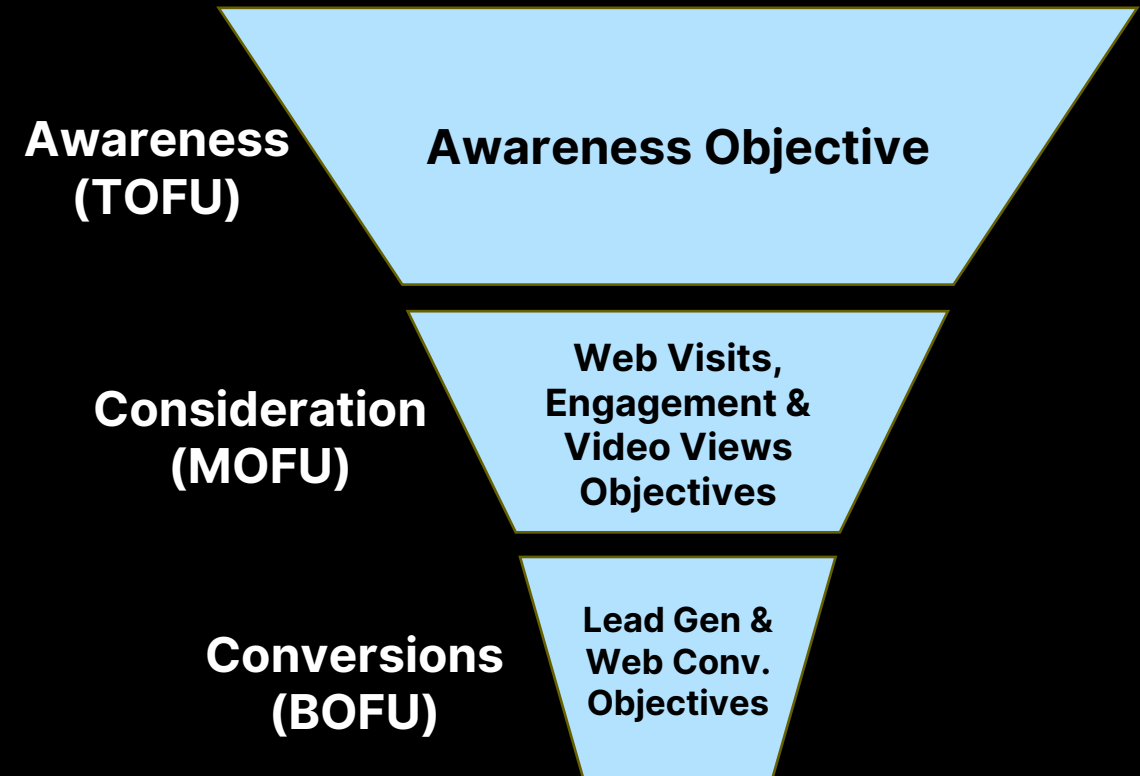 Awareness
(TOFU)
Awareness Objective
Consideration
(MOFU)
Web Visits,
Engagement &
Video Views
Objectives
Conversions
(BOFU)
Lead Gen &
Web Conv.
Objectives